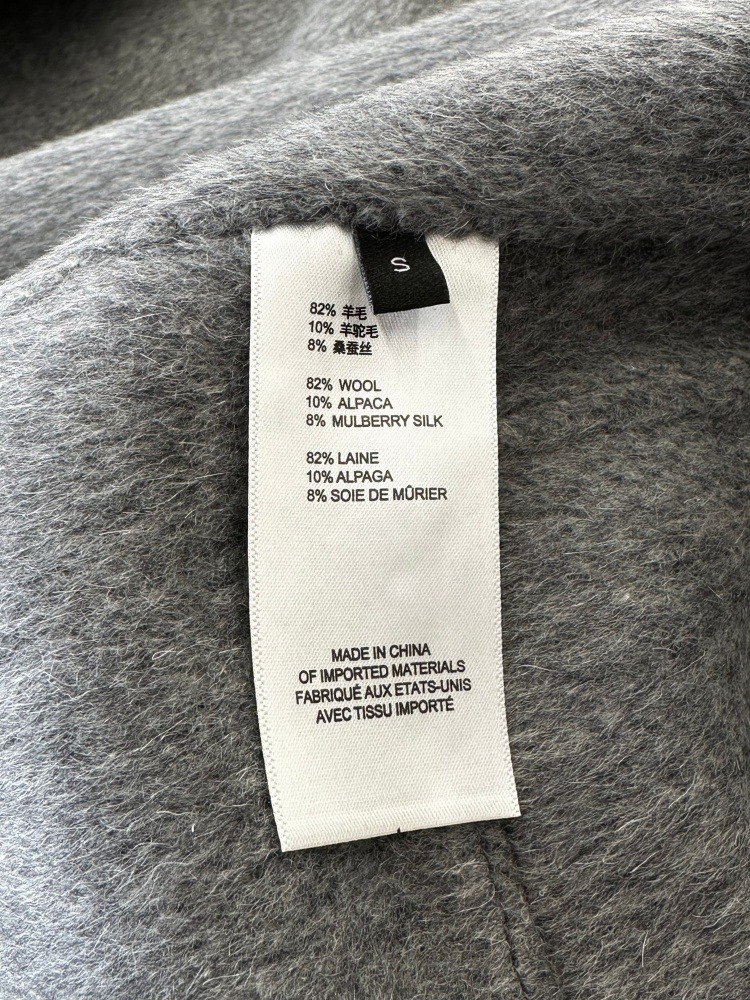 S
82% 羊毛
10% 羊驼毛
8% 桑蚕丝
82% WOOL
10% ALPACA
8% MULBERRY SILK
82% LAINE
10% ALPAGA
8% SOIE DE MÛRIER
MADE IN CHINA
OF IMPORTED MATERIALS
FABRIQUÉ AUX ETATS-UNIS
AVEC TISSU IMPORTÉ